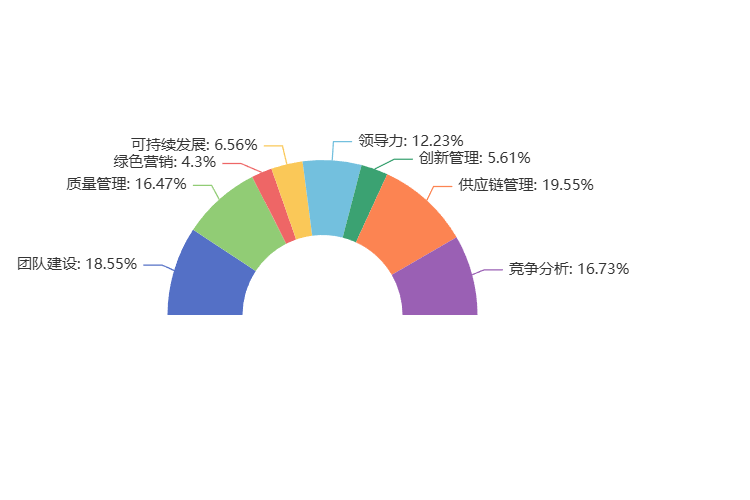 可持续发展: 6.56%
领导力: 12.23%
绿色营销: 4.3%
创新管理: 5.61%
质量管理: 16.47%
供应链管理: 19.55%
团队建设: 18.55%
竞争分析: 16.73%